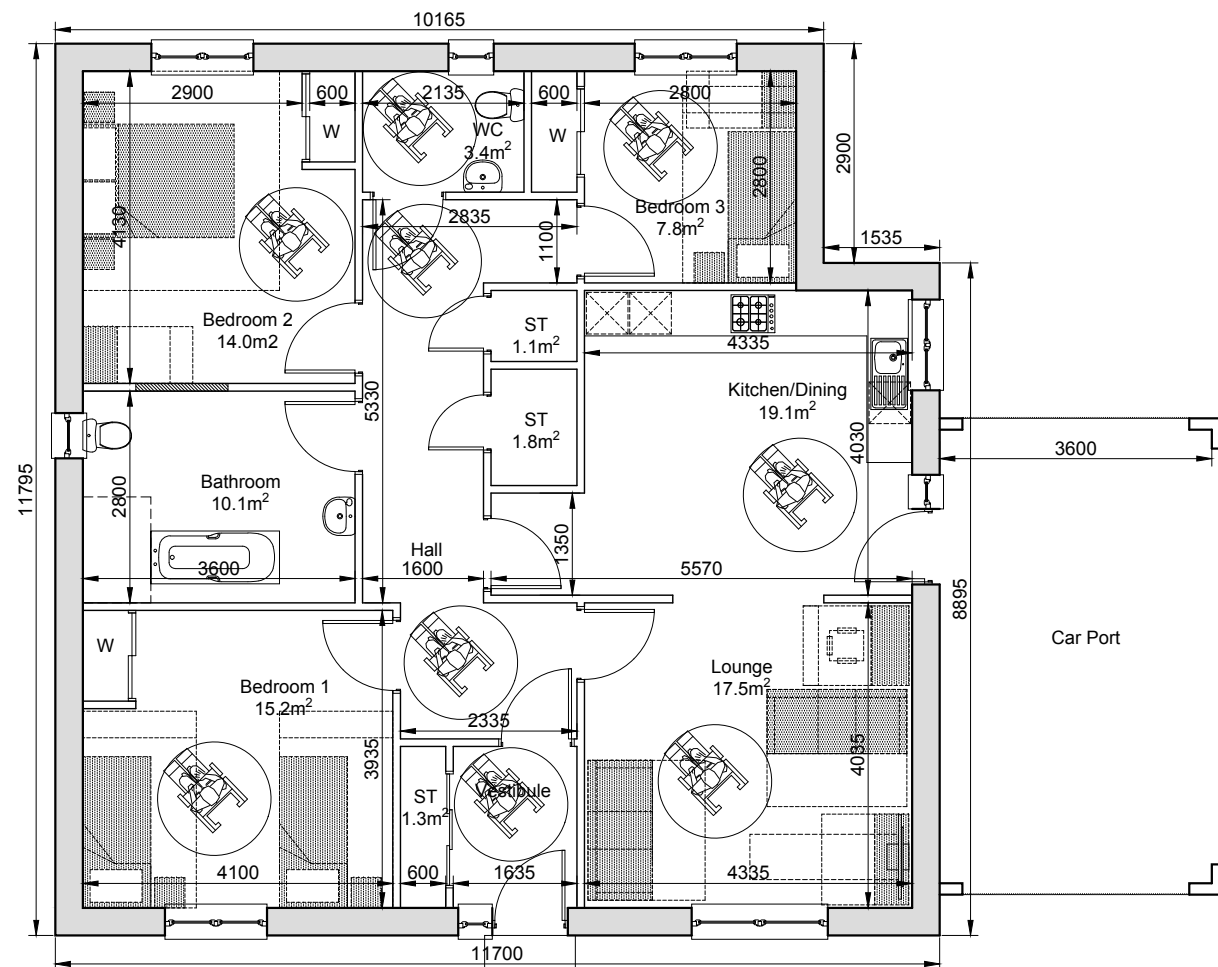 10165
2900
600
2135
600
2800
W
WC
3.4m²
W
2900
2800
Bedroom 3
7.8m²
4130
2835
1100
1535
Bedroom 2
14.0m2
ST
1.1m²
4335
Kitchen/Dining
19.1m²
5330
ST
1.8m²
4030
3600
11795
2800
Bathroom
10.1m²
1350
Hall
3600
1600
5570
8895
W
Car Port
Bedroom 1
15.2m²
Lounge
17.5m²
2335
3935
4035
ST
1.3m²
Vestibule
4100
600
1635
4335
11700